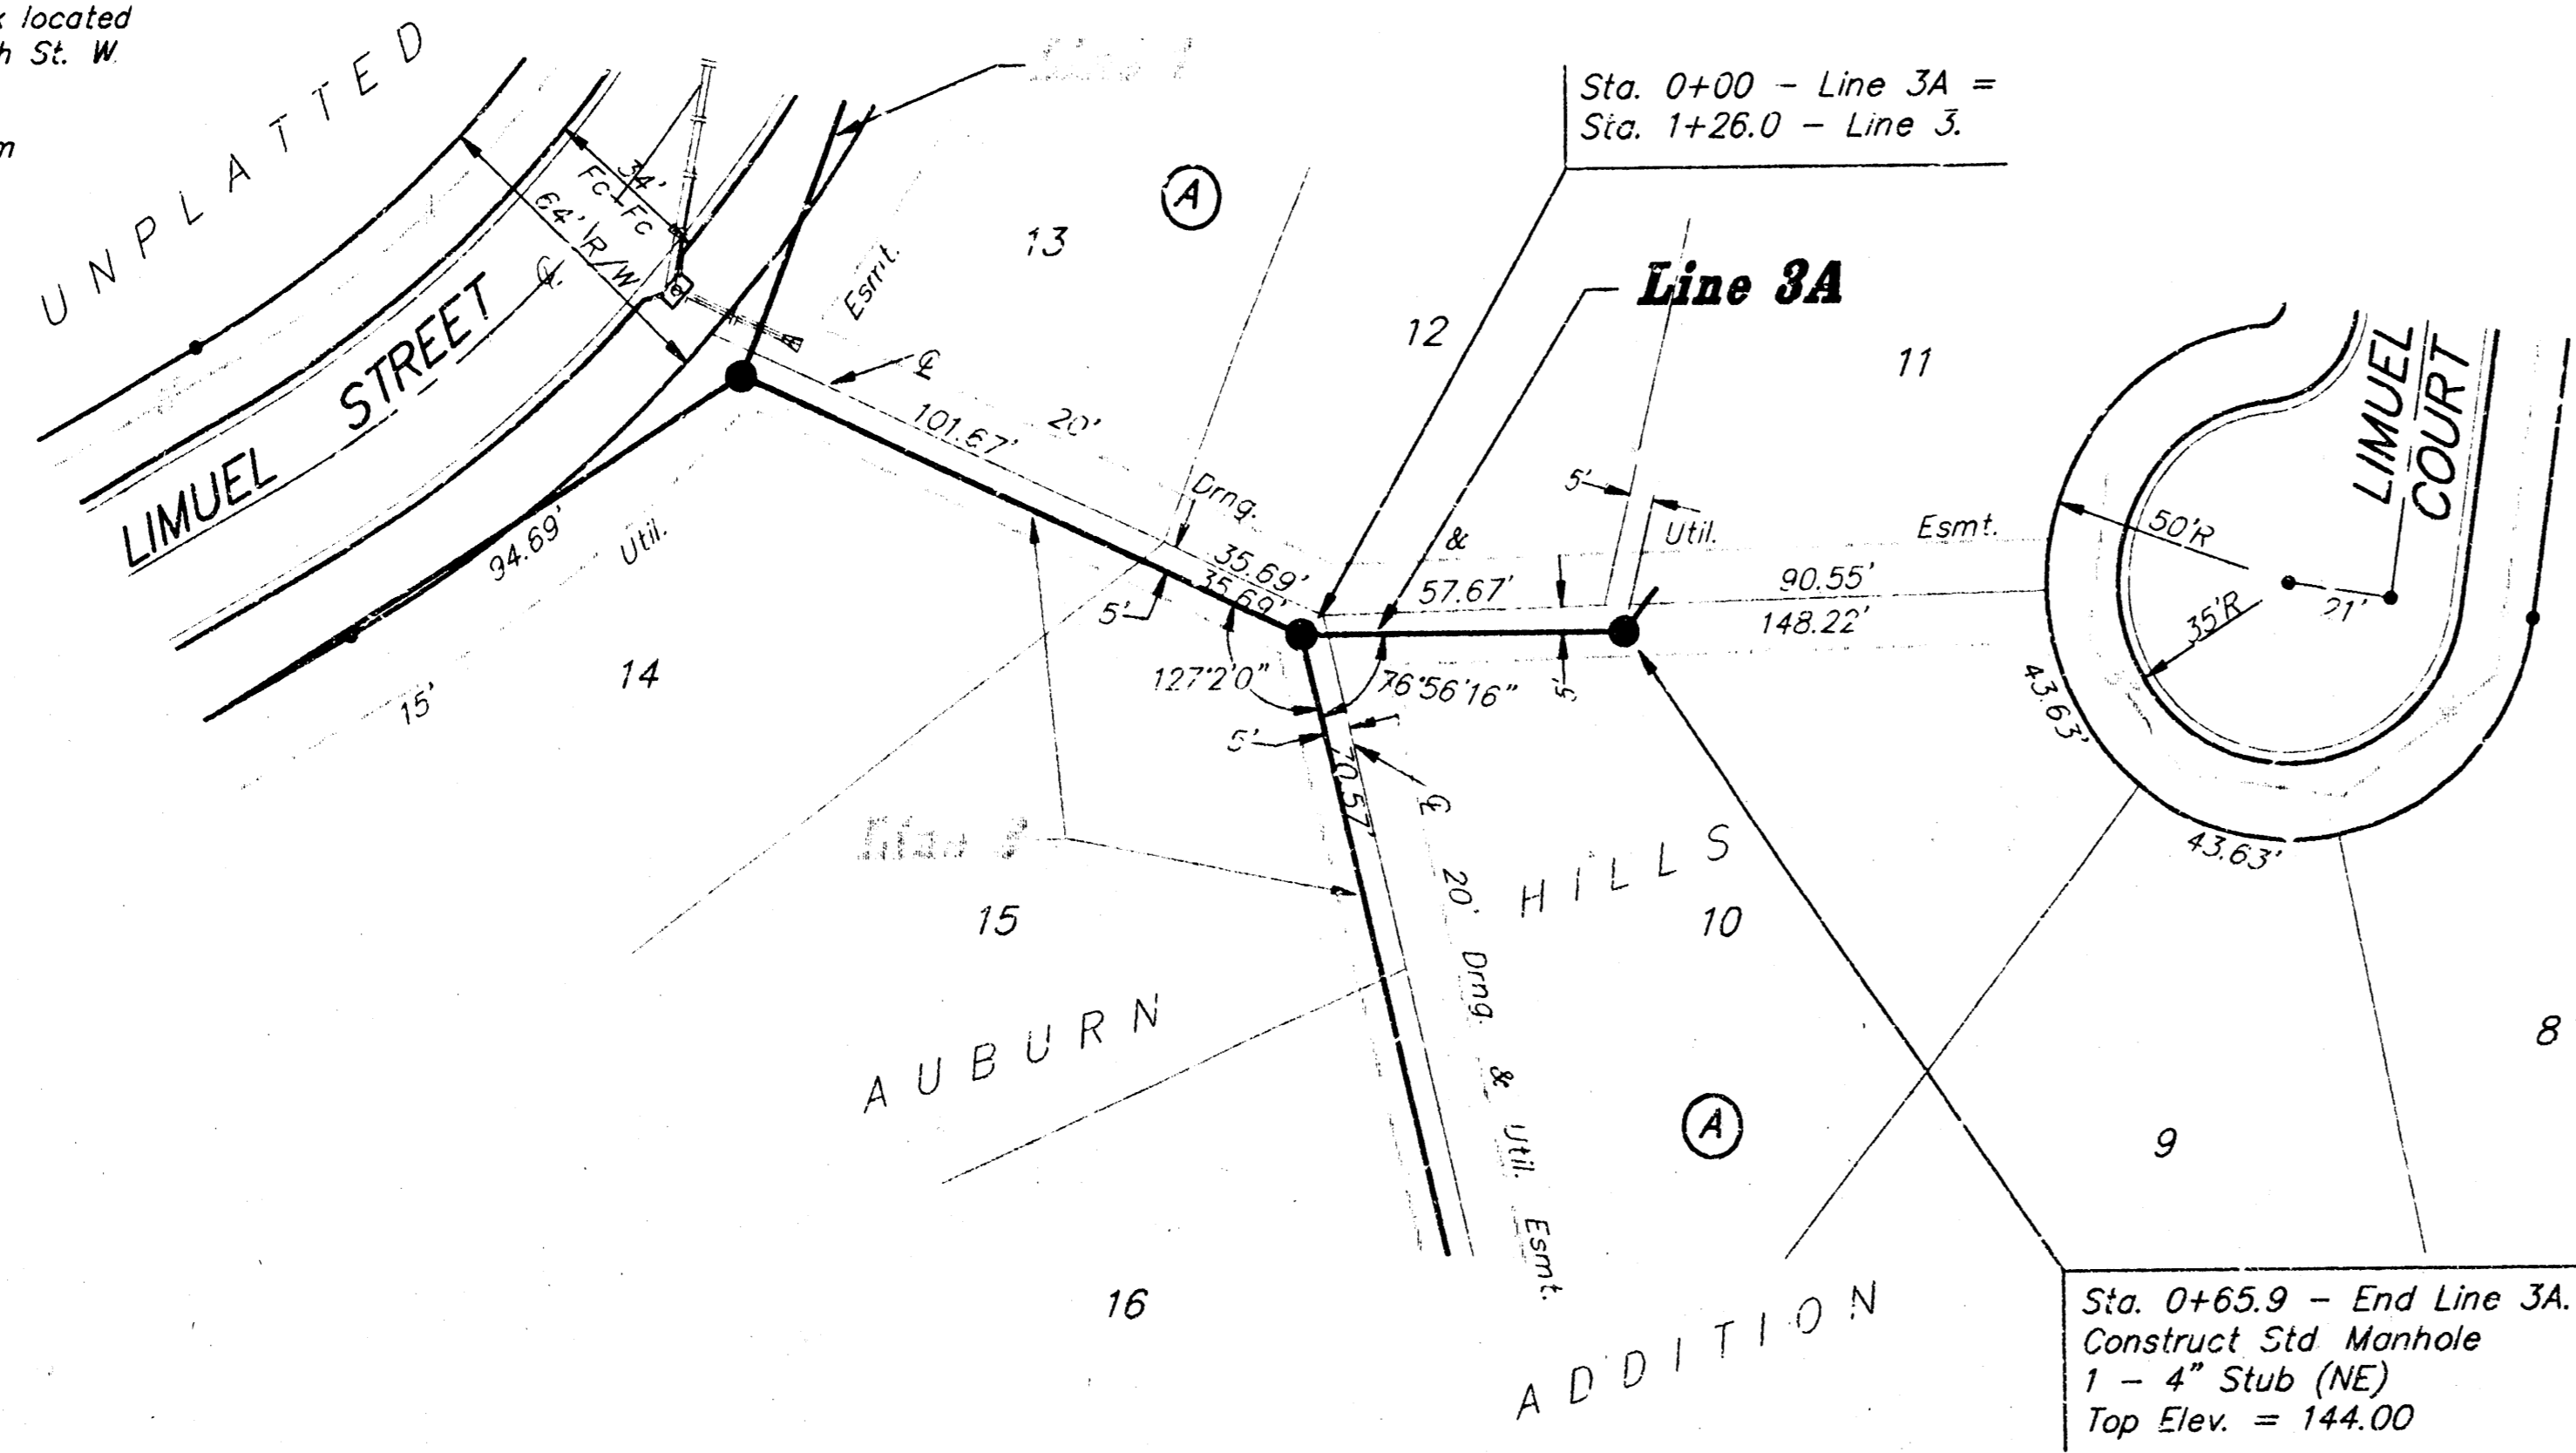 located
St. W.
UNPLATTED
Sta. 0+00 - Line 3A =
Sta. 1+26.0 - Line 3.
34'
FC-FC
64' R/W
A
13
Esmt.
Line 3A
12
11
LIMUEL STREET
LIMUEL
COURT
101.67'
20'
Drng.
&
5'
Util.
Esmt.
50'R
94.69'
Util.
35.69'
35.69'
57.67'
90.55'
148.22'
21'
35'R
5'
127°2'0"
76°56'16"
5'
43.63'
14
15'
5'
70.57'
43.63'
HILLS
20' Drng. & Util. Esmt.
15
10
AUBURN
8
A
9
16
ADDITION
Sta. 0+65.9 - End Line 3A.
Construct Std Manhole
1 - 4" Stub (NE)
Top Elev. = 144.00